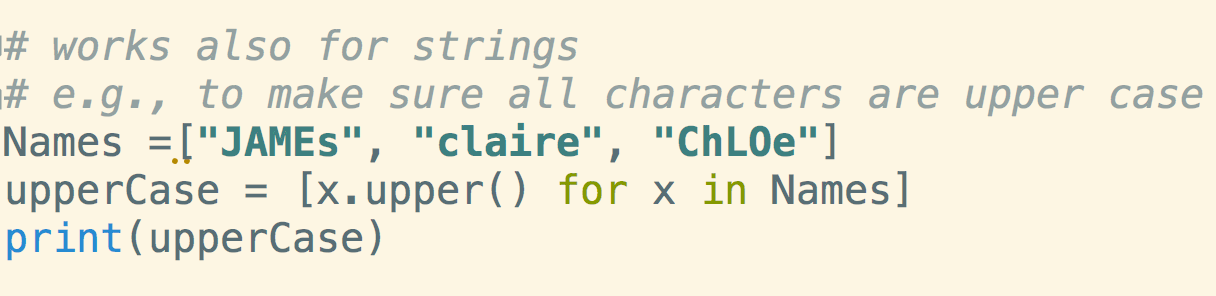 # works also for strings
# e.g., to make sure all characters are upper case
Names =["JAMEs", "claire", "ChLOe"]
upperCase = [x.upper() for x in Names]
print(upperCase)